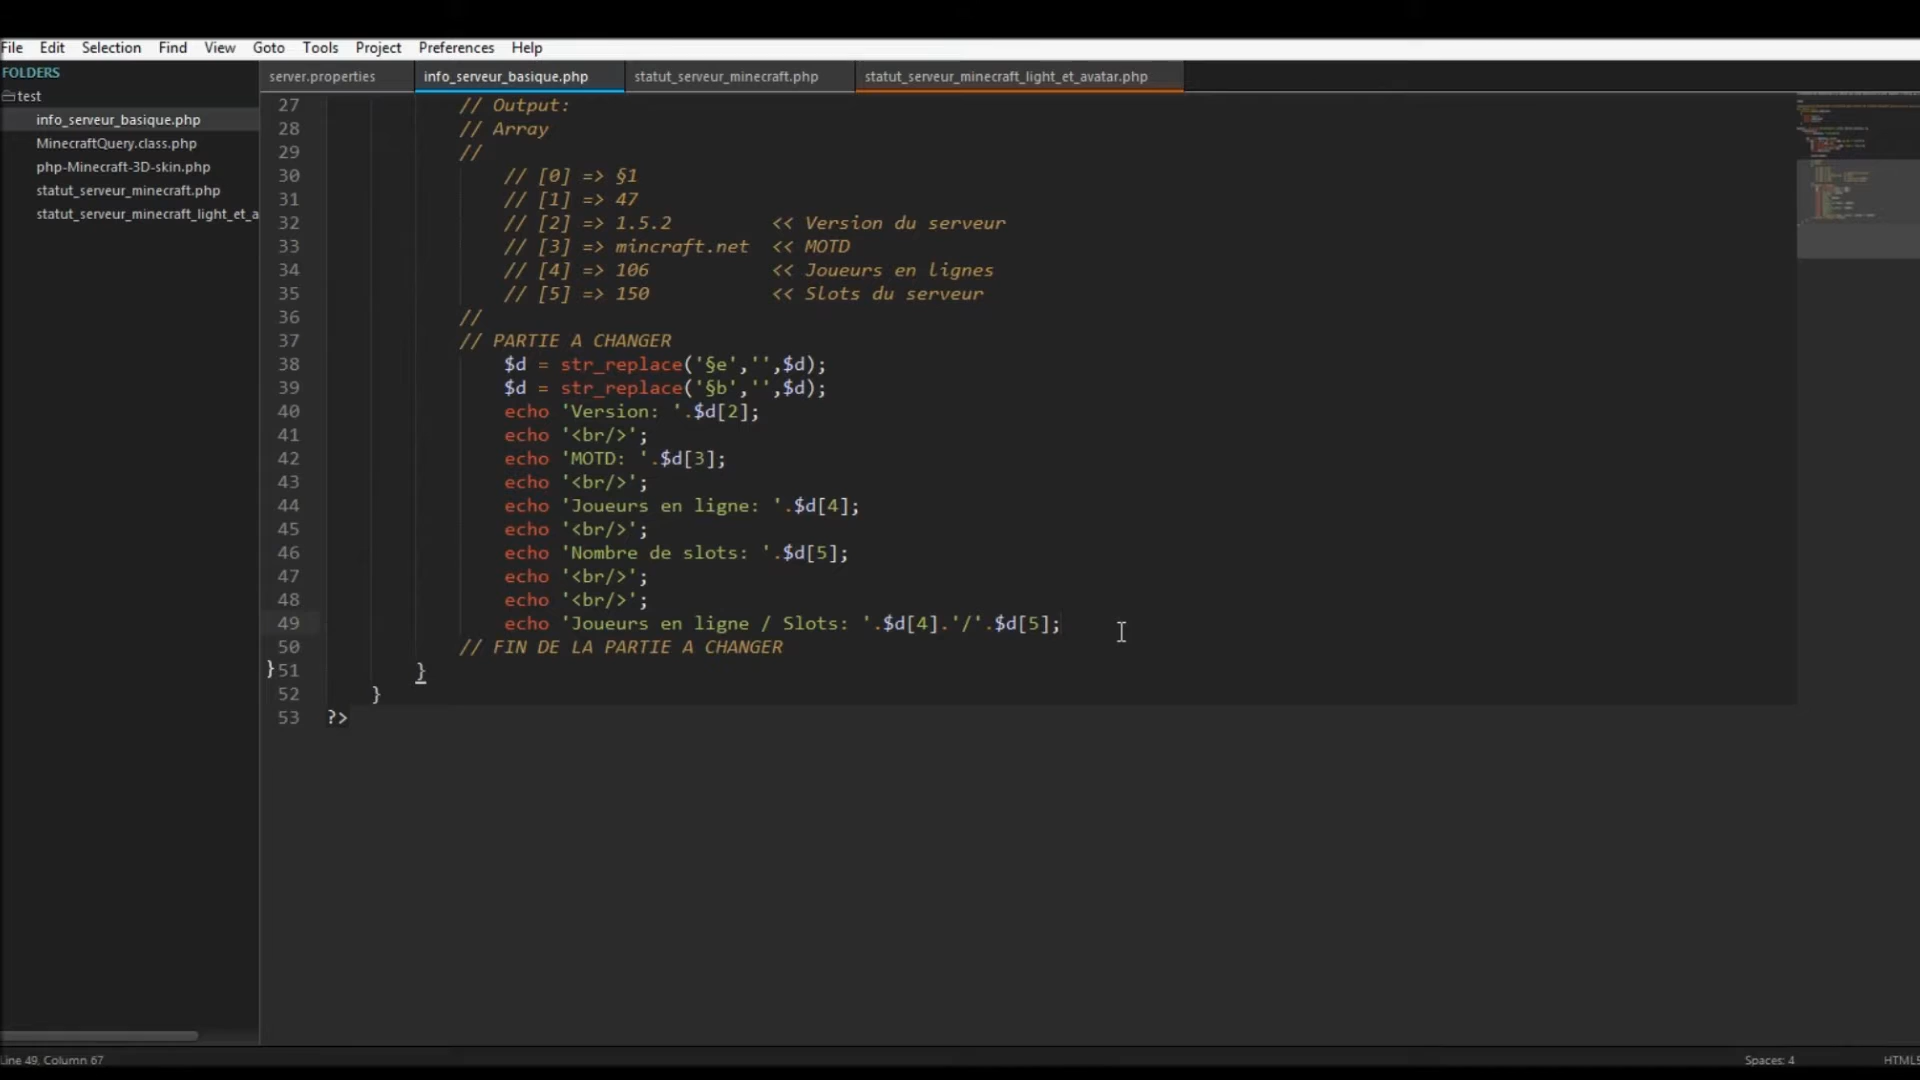 File Edit Selection Find View Goto Tools Project Preferences Help
FOLDERS
test
info_serveur_basique.php
MinecraftQuery.class.php
php-Minecraft-3D-skin.php
statut_serveur_minecraft.php
statut_serveur_minecraft_light_et_a
server.properties info_serveur_basique.php statut_serveur_minecraft.php statut_serveur_minecraft_light_et_avatar.php
27 // Output:
28 // Array
29 //
30 // [0] => §1
31 // [1] => 47
32 // [2] => 1.5.2 << Version du serveur
33 // [3] => mincraft.net << MOTD
34 // [4] => 106 << Joueurs en lignes
35 // [5] => 150 << Slots du serveur
36 //
37 // PARTIE A CHANGER
38 $d = str_replace('§e','',$d);
39 $d = str_replace('§b','',$d);
40 echo 'Version: '.$d[2];
41 echo '<br/>';
42 echo 'MOTD: '.$d[3];
43 echo '<br/>';
44 echo 'Joueurs en ligne: '.$d[4];
45 echo '<br/>';
46 echo 'Nombre de slots: '.$d[5];
47 echo '<br/>';
48 echo '<br/>';
49 echo 'Joueurs en ligne / Slots: '.$d[4].'/'.$d[5];
50 // FIN DE LA PARTIE A CHANGER
}51 }
52 }
53 ?>
Line 49, Column 67 Spaces: 4 HTML5